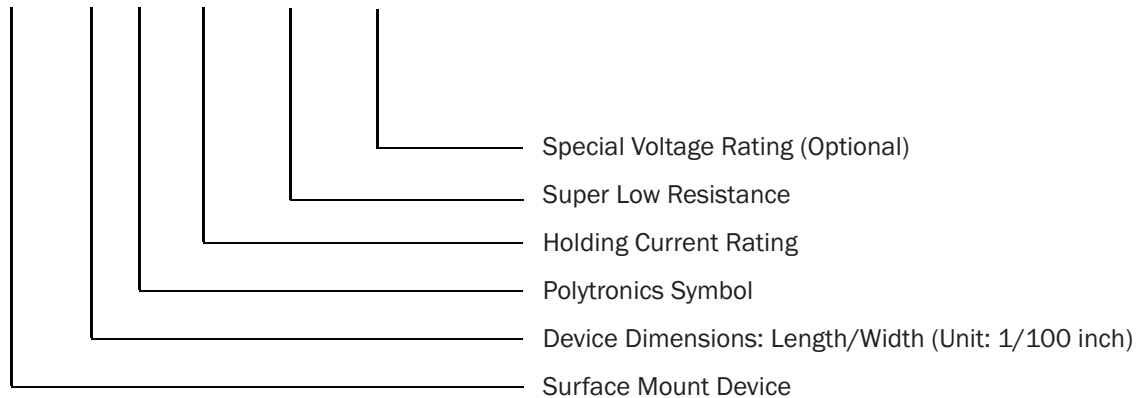 Special Voltage Rating (Optional)
Super Low Resistance
Holding Current Rating
Polytronics Symbol
Device Dimensions: Length/Width (Unit: 1/100 inch)
Surface Mount Device